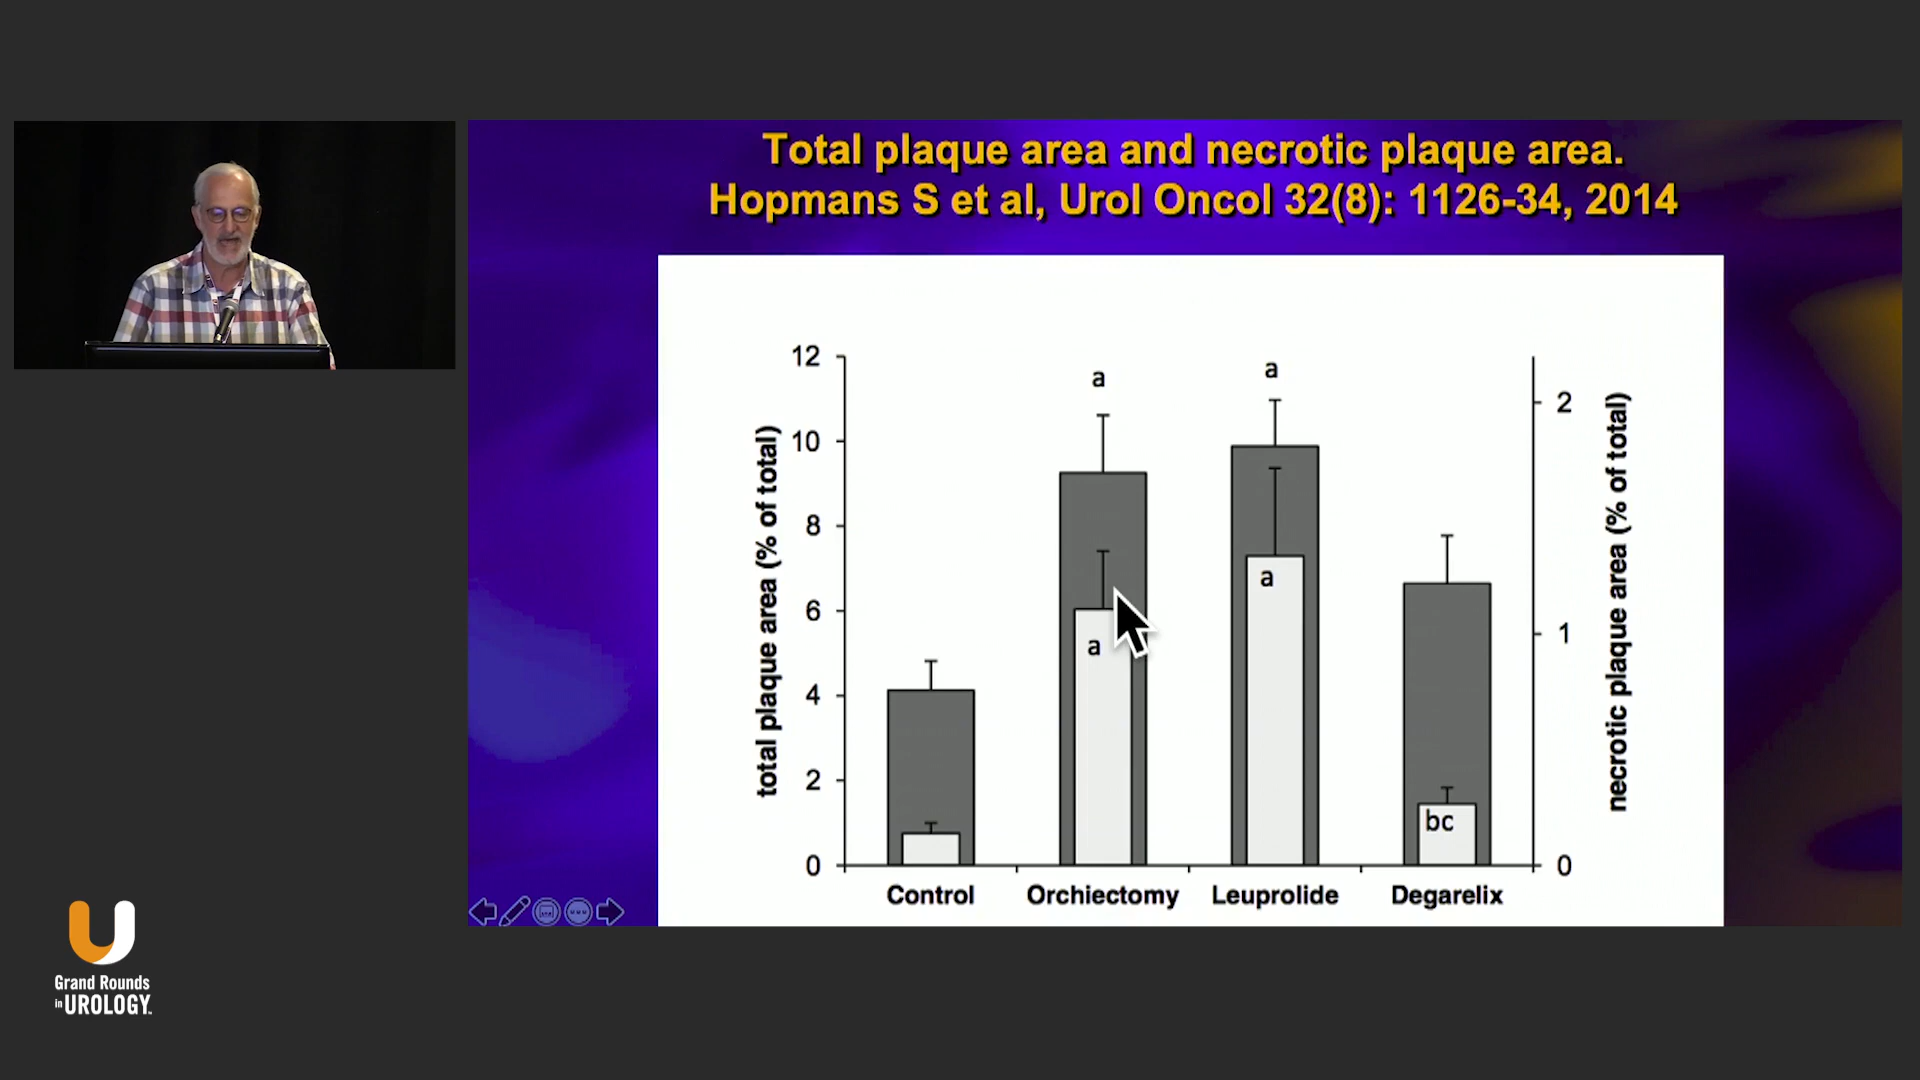 Total plaque area and necrotic plaque area.
Hopmans S et al, Urol Oncol 32(8): 1126-34, 2014
total plaque area (% of total)
12
10
8
6
4
2
0
a
a
a
a
bc
2
1
0
necrotic plaque area (% of total)
Control Orchiectomy Leuprolide Degarelix
Grand Rounds
in UROLOGY